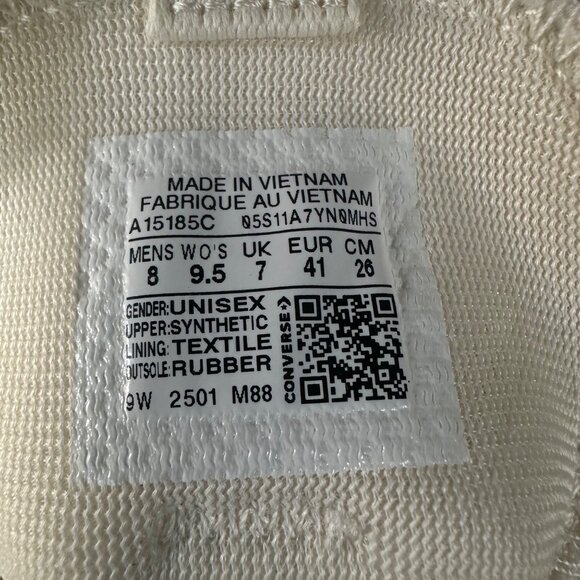 MADE IN VIETNAM
FABRIQUE AU VIETNAM
A15185C 05S11A7YN0MHS
MENS WO'S UK EUR CM
8 9.5 7 41 26
GENDER:UNISEX
UPPER:SYNTHETIC
LINING:TEXTILE
OUTSOLE:RUBBER
CONVERSE
9W 2501 M88